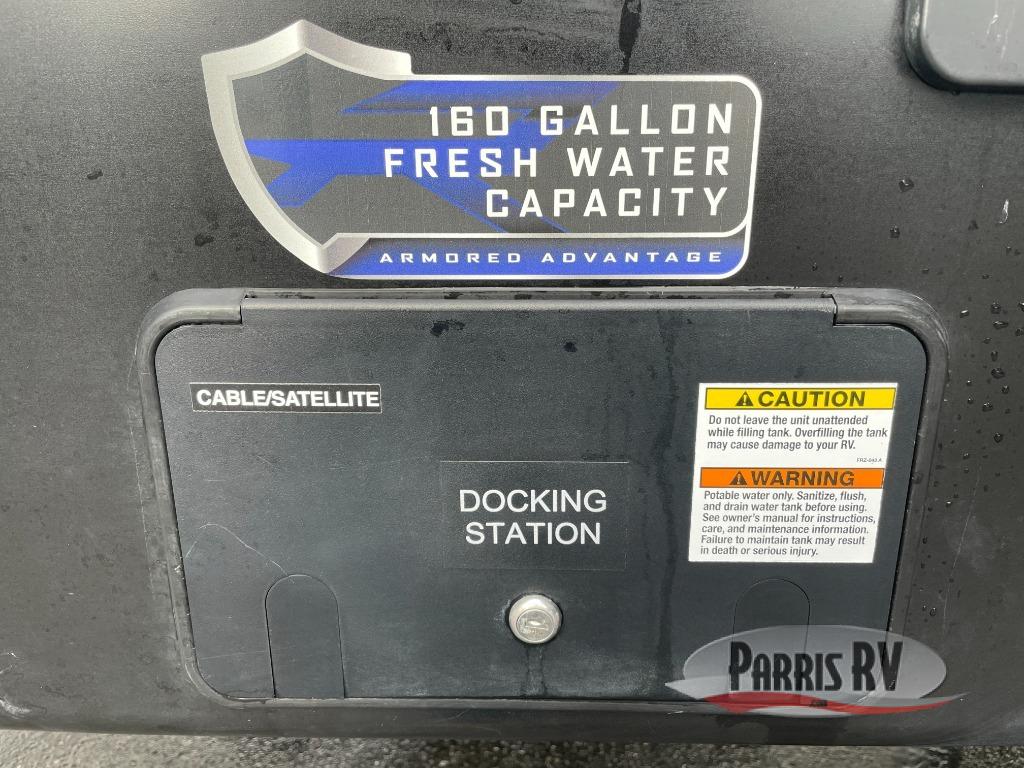 160 GALLON
FRESH WATER
CAPACITY
ARMORED ADVANTAGE
CABLE/SATELLITE
DOCKING
STATION
CAUTION
Do not leave the unit unattended
while filling tank. Overfilling the tank
may cause damage to your RV.
FRZ-043 A
WARNING
Potable water only. Sanitize, flush,
and drain water tank before using.
See owner's manual for instructions,
care, and maintenance information.
Failure to maintain tank may result
in death or serious injury.
PARRIS RV
.com